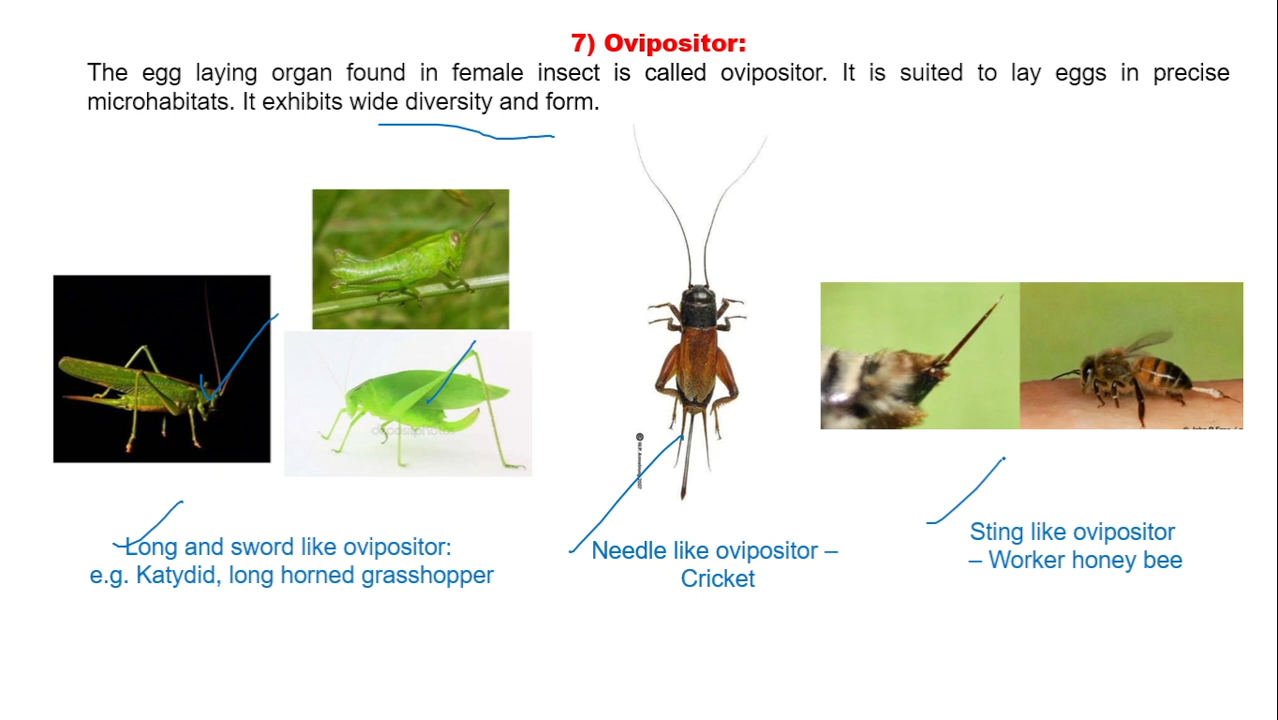 7) Ovipositor:
The egg laying organ found in female insect is called ovipositor. It is suited to lay eggs in precise
microhabitats. It exhibits wide diversity and form.
depositphotos
Long and sword like ovipositor:
e.g. Katydid, long horned grasshopper
Needle like ovipositor –
Cricket
Sting like ovipositor
– Worker honey bee